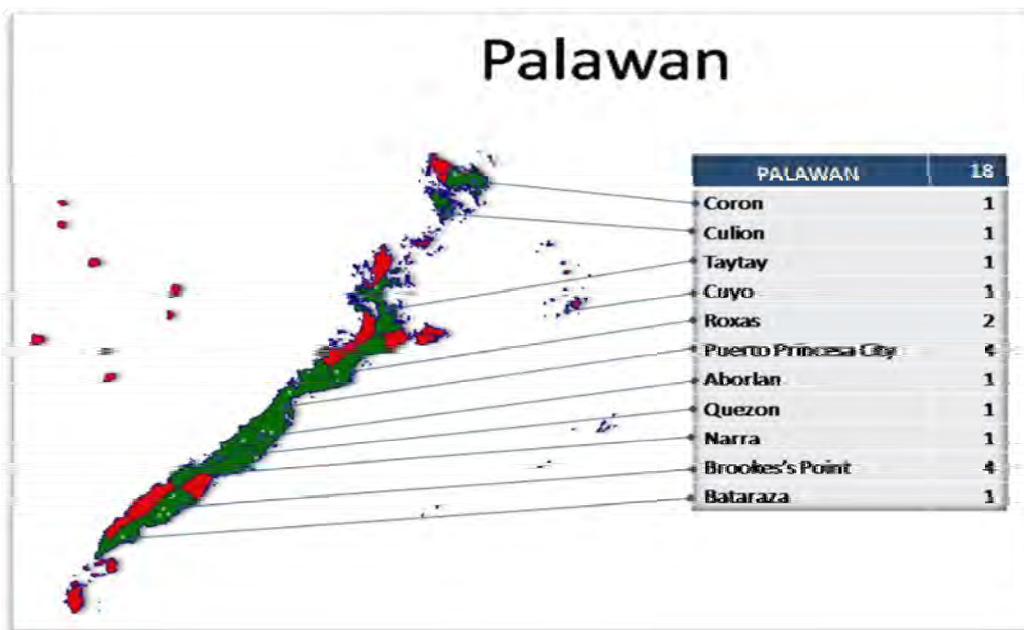 Palawan
PALAWAN 18
Coron 1
Culion 1
Taytay 1
Cuyo 1
Roxas 2
Puerto Princesa City 4
Aborlan 1
Quezon 1
Narra 1
Brookes's Point 4
Bataraza 1